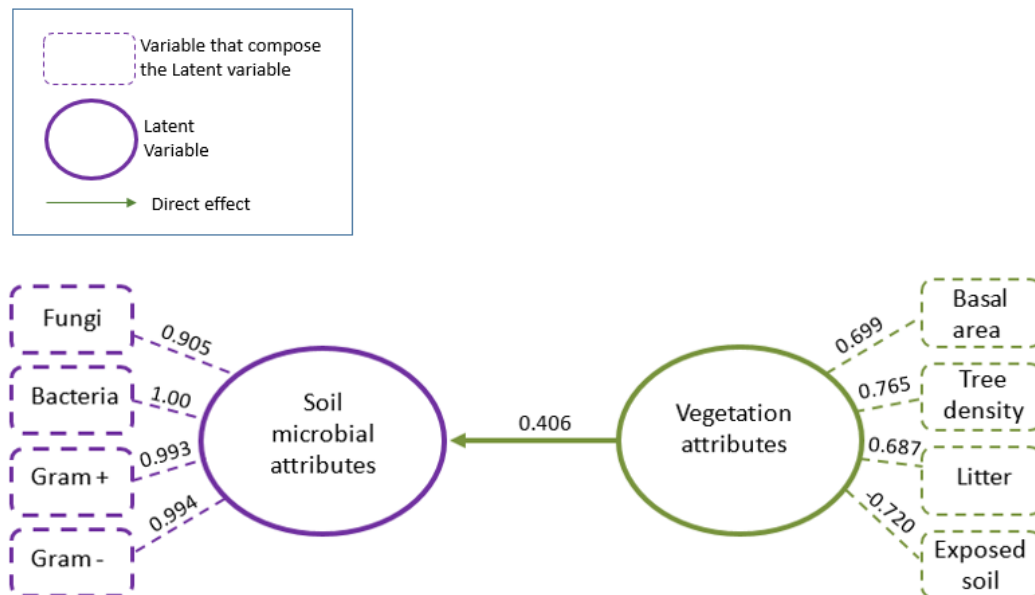 Variable that compose
the Latent variable
Latent
Variable
Direct effect
Fungi
Bacteria
Gram +
Gram -
0.905
1.00
0.993
0.994
Soil
microbial
attributes
0.406
Vegetation
attributes
0.699
0.765
0.687
-0.720
Basal
area
Tree
density
Litter
Exposed
soil